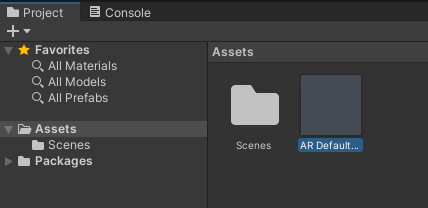 Project
Console
Favorites
All Materials
All Models
All Prefabs
Assets
Scenes
Packages
Assets
Scenes
AR Default...